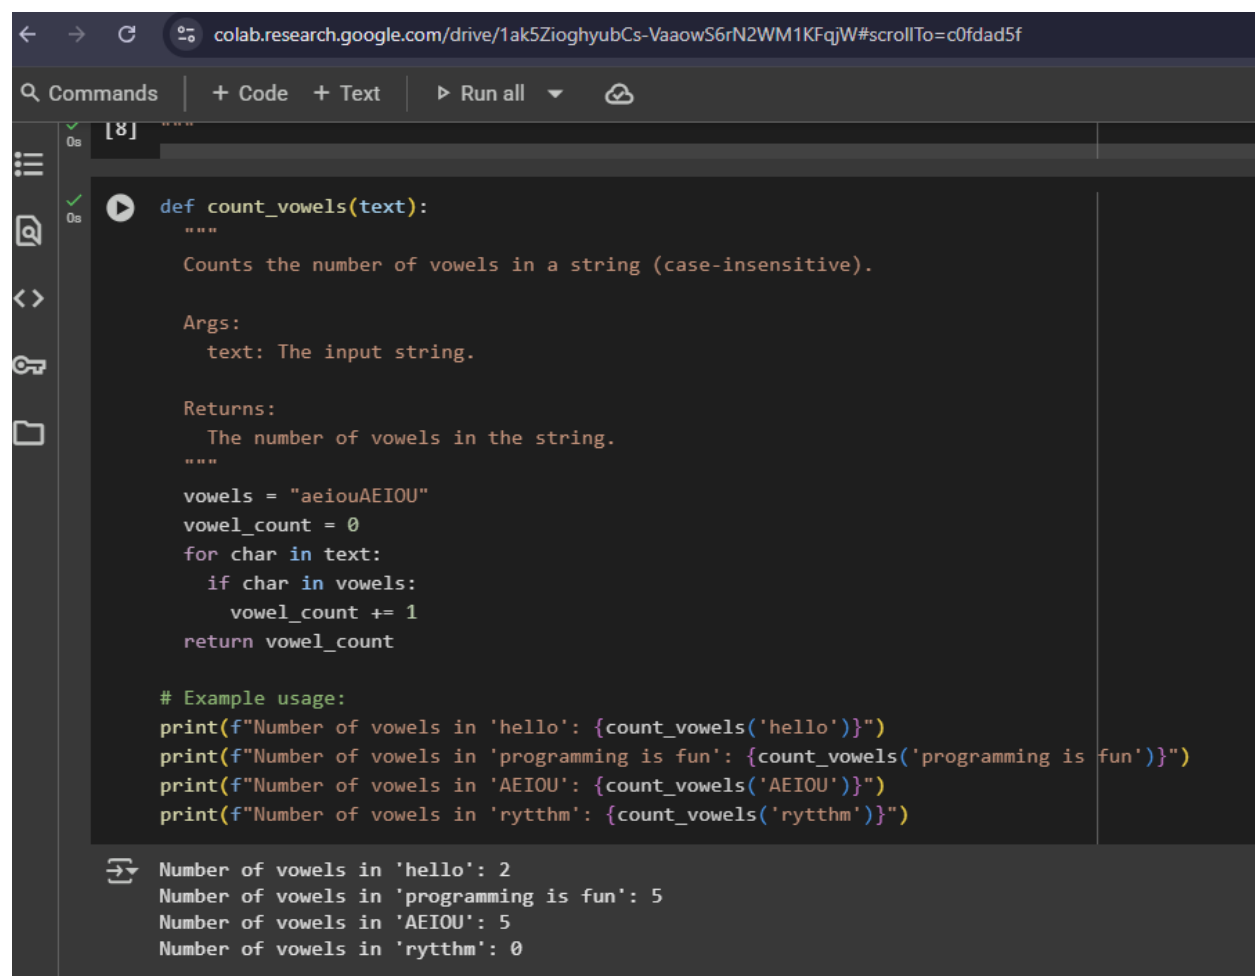 colab.research.google.com/drive/1ak5ZioghyubCs-VaaowS6rN2WM1KFqjW#scrollTo=c0fdad5f
Commands + Code + Text Run all
0s [8] """
0s def count_vowels(text):
"""
Counts the number of vowels in a string (case-insensitive).
Args:
text: The input string.
Returns:
The number of vowels in the string.
"""
vowels = "aeiouAEIOU"
vowel_count = 0
for char in text:
if char in vowels:
vowel_count += 1
return vowel_count
# Example usage:
print(f"Number of vowels in 'hello': {count_vowels('hello')}")
print(f"Number of vowels in 'programming is fun': {count_vowels('programming is fun')}")
print(f"Number of vowels in 'AEIOU': {count_vowels('AEIOU')}")
print(f"Number of vowels in 'rytthm': {count_vowels('rytthm')}")
Number of vowels in 'hello': 2
Number of vowels in 'programming is fun': 5
Number of vowels in 'AEIOU': 5
Number of vowels in 'rytthm': 0